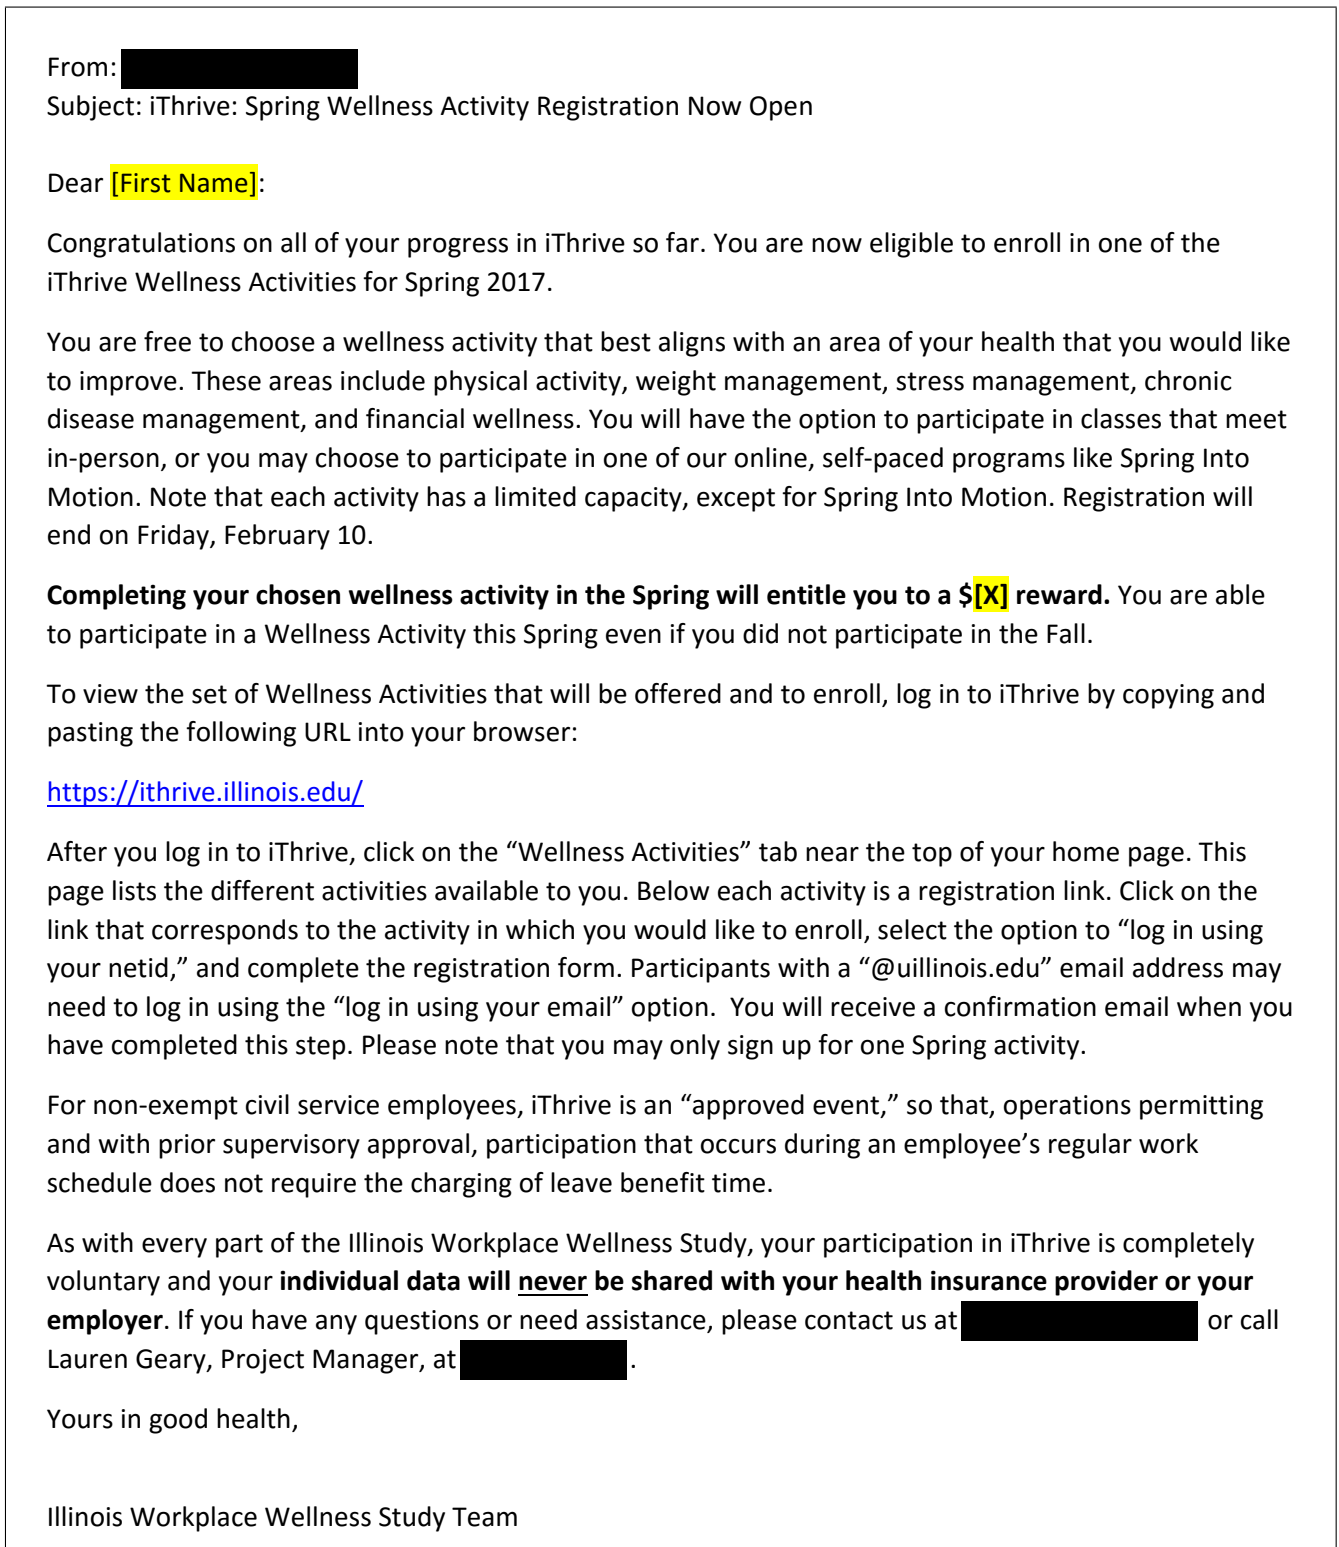 From:
Subject: iThrive: Spring Wellness Activity Registration Now Open
Dear [First Name]:
Congratulations on all of your progress in iThrive so far. You are now eligible to enroll in one of the
iThrive Wellness Activities for Spring 2017.
You are free to choose a wellness activity that best aligns with an area of your health that you would like
to improve. These areas include physical activity, weight management, stress management, chronic
disease management, and financial wellness. You will have the option to participate in classes that meet
in-person, or you may choose to participate in one of our online, self-paced programs like Spring Into
Motion. Note that each activity has a limited capacity, except for Spring Into Motion. Registration will
end on Friday, February 10.
Completing your chosen wellness activity in the Spring will entitle you to a $[X] reward. You are able
to participate in a Wellness Activity this Spring even if you did not participate in the Fall.
To view the set of Wellness Activities that will be offered and to enroll, log in to iThrive by copying and
pasting the following URL into your browser:
https://ithrive.illinois.edu/
After you log in to iThrive, click on the “Wellness Activities” tab near the top of your home page. This
page lists the different activities available to you. Below each activity is a registration link. Click on the
link that corresponds to the activity in which you would like to enroll, select the option to “log in using
your netid,” and complete the registration form. Participants with a “@uillinois.edu” email address may
need to log in using the “log in using your email” option.  You will receive a confirmation email when you
have completed this step. Please note that you may only sign up for one Spring activity.
For non-exempt civil service employees, iThrive is an “approved event,” so that, operations permitting
and with prior supervisory approval, participation that occurs during an employee’s regular work
schedule does not require the charging of leave benefit time.
As with every part of the Illinois Workplace Wellness Study, your participation in iThrive is completely
voluntary and your individual data will never be shared with your health insurance provider or your
employer. If you have any questions or need assistance, please contact us at or call
Lauren Geary, Project Manager, at .
Yours in good health,
Illinois Workplace Wellness Study Team